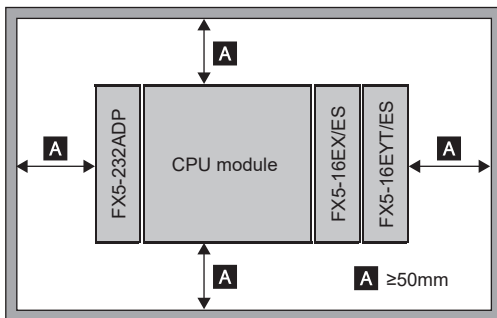 A
A
FX5-232ADP
CPU module
FX5-16EX/ES
FX5-16EYT/ES
A
A
A ≥50mm